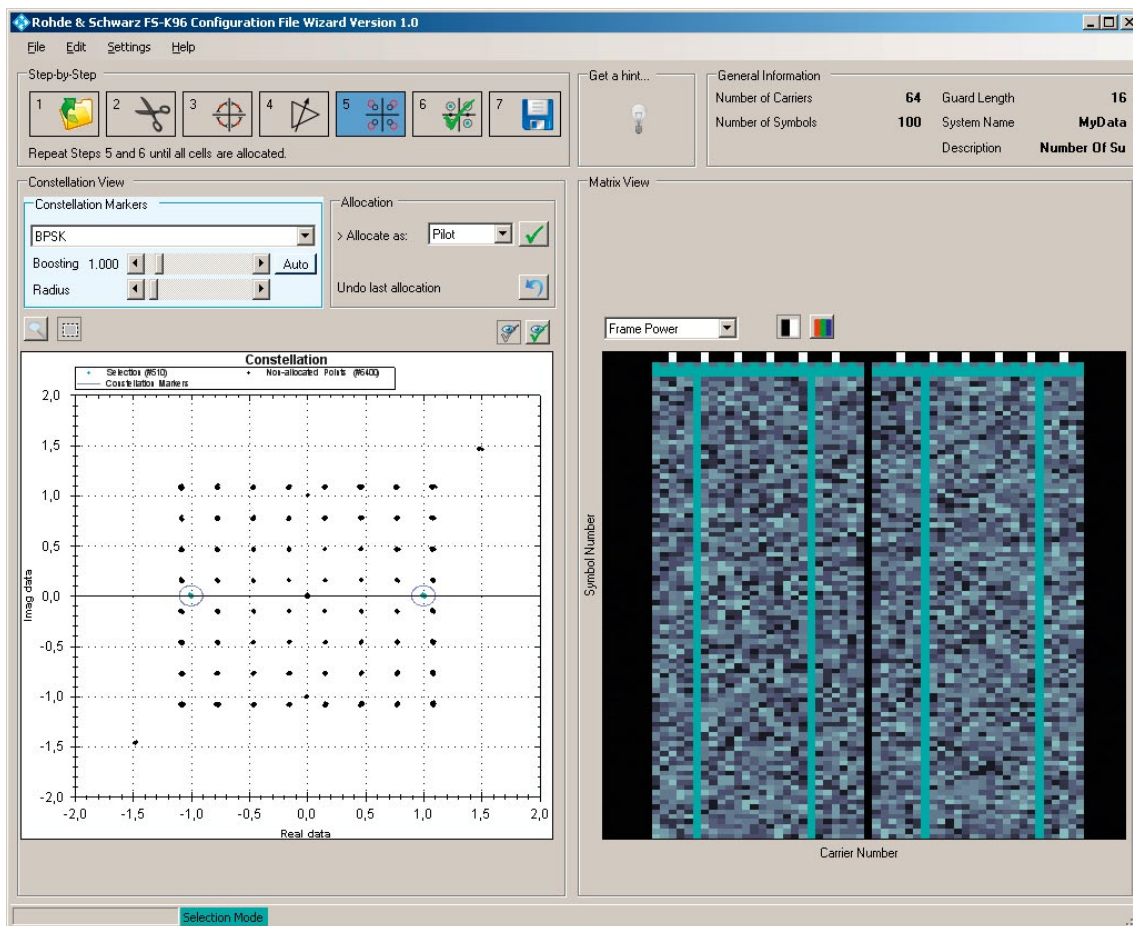 Rohde & Schwarz FS-K96 Configuration File Wizard Version 1.0
File Edit Settings Help
Step-by-Step
1 2 3 4 5 6 7
Repeat Steps 5 and 6 until all cells are allocated.
Get a hint...
General Information
Number of Carriers 64 Guard Length 16
Number of Symbols 100 System Name MyData
Description Number Of Su
Constellation View
Constellation Markers
BPSK
Boosting 1.000 Auto
Radius
Allocation
> Allocate as: Pilot
Undo last allocation
Constellation
Selection (#510) Non-allocated Points (#6400)
Constellation Markers
2,0
1,5
1,0
0,5
0,0
-0,5
-1,0
-1,5
-2,0
Imag data
-2,0 -1,5 -1,0 -0,5 0,0 0,5 1,0 1,5 2,0
Real data
Matrix View
Frame Power
Symbol Number
Carrier Number
Selection Mode